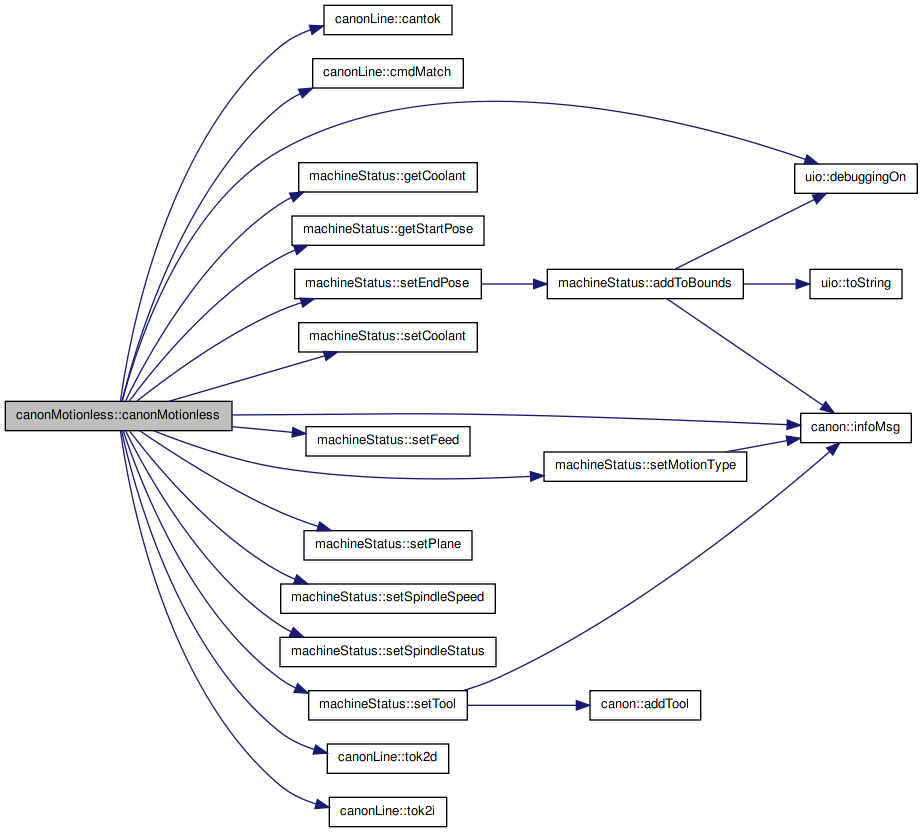 canonLine::cantok
canonLine::cmdMatch
machineStatus::getCoolant
uio::debuggingOn
machineStatus::getStartPose
machineStatus::setEndPose
machineStatus::addToBounds
uio::toString
machineStatus::setCoolant
canonMotionless::canonMotionless
machineStatus::setFeed
canon::infoMsg
machineStatus::setMotionType
machineStatus::setPlane
machineStatus::setSpindleSpeed
machineStatus::setSpindleStatus
machineStatus::setTool
canon::addTool
canonLine::tok2d
canonLine::tok2i